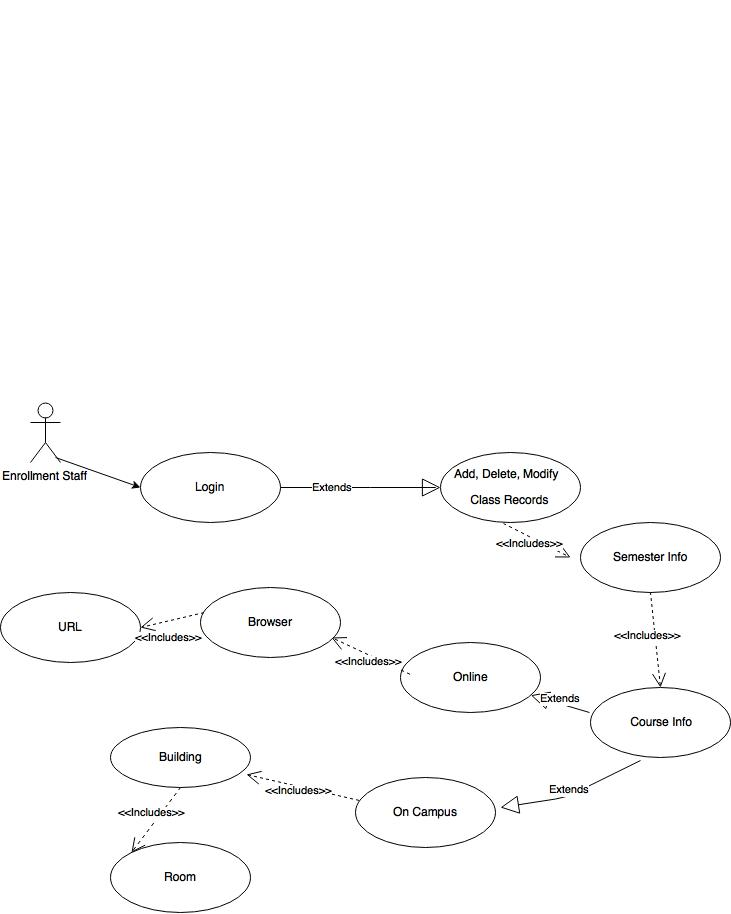 Enrollment Staff
Login
Extends
Add, Delete, Modify
Class Records
<<Includes>>
Semester Info
<<Includes>>
URL
<<Includes>>
Browser
<<Includes>>
Online
Extends
Course Info
Extends
Building
<<Includes>>
On Campus
<<Includes>>
Room